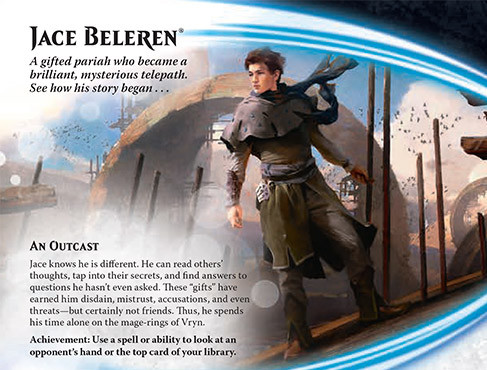 JACE BELEREN®
A gifted pariah who became a
brilliant, mysterious telepath.
See how his story began . . .
AN OUTCAST
Jace knows he is different. He can read others'
thoughts, tap into their secrets, and find answers to
questions he hasn't even asked. These “gifts” have
earned him disdain, mistrust, accusations, and even
threats—but certainly not friends. Thus, he spends
his time alone on the mage-rings of Vryn.
Achievement: Use a spell or ability to look at an
opponent's hand or the top card of your library.